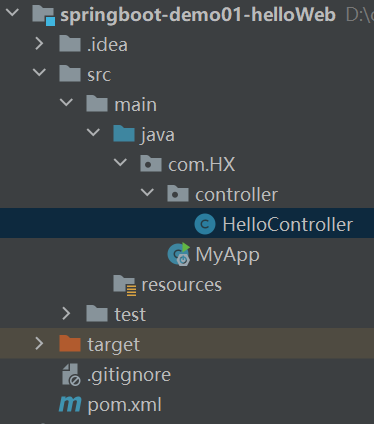 springboot-demo01-helloWeb D:\
.idea
src
main
java
com.HX
controller
HelloController
MyApp
resources
test
target
.gitignore
pom.xml